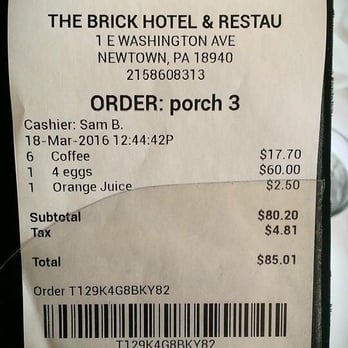 THE BRICK HOTEL & RESTAU
1 E WASHINGTON AVE
NEWTOWN, PA 18940
2158608313
ORDER: porch 3
Cashier: Sam B.
18-Mar-2016 12:44:42P
6 Coffee $17.70
1 4 eggs $60.00
1 Orange Juice $2.50
Subtotal $80.20
Tax $4.81
Total $85.01
Order T129K4G8BKY82
T129K4G8BKY82